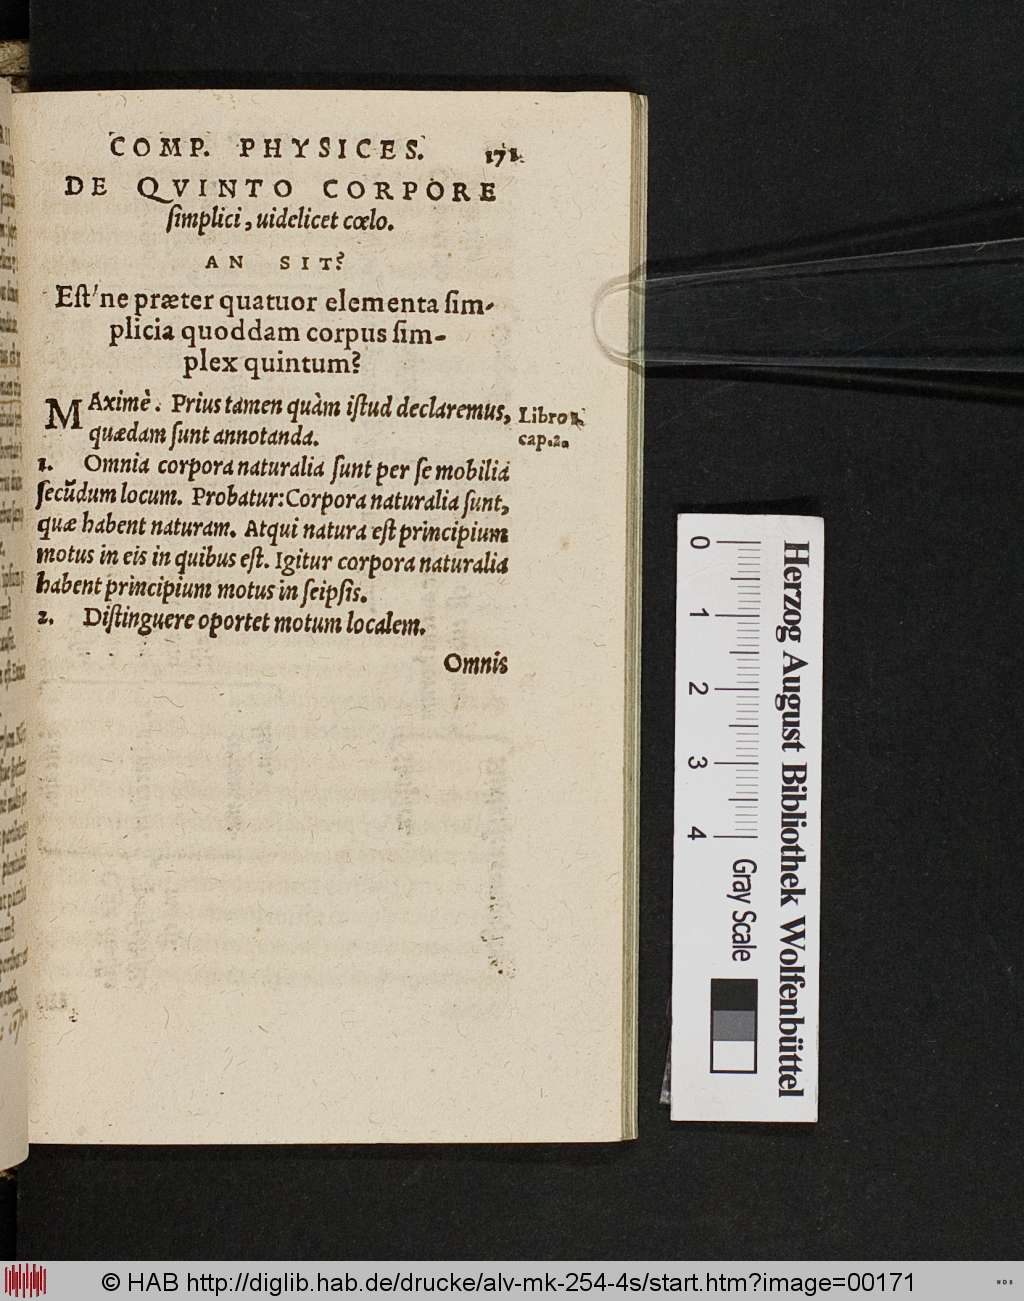 COMP. PHYSICES. 171.
DE QVINTO CORPORE
ſimplici, uidelicet cœlo.
AN SIT?
Eſt'ne præter quatuor elementa ſim-
plicia quoddam corpus ſim-
plex quintum?
MAximè. Prius tamen quàm iſtud declaremus,
quædam ſunt annotanda.
Libro 1.
cap.2.
1. Omnia corpora naturalia ſunt per ſe mobilia
ſecũdum locum. Probatur: Corpora naturalia ſunt,
quæ habent naturam. Atqui natura eſt principium
motus in eis in quibus eſt. Igitur corpora naturalia
habent principium motus in ſeipſis.
2. Diſtinguere oportet motum localem.
Omnis
0 1 2 3 4
Gray Scale
Herzog August Bibliothek Wolfenbüttel
© HAB http://diglib.hab.de/drucke/alv-mk-254-4s/start.htm?image=00171